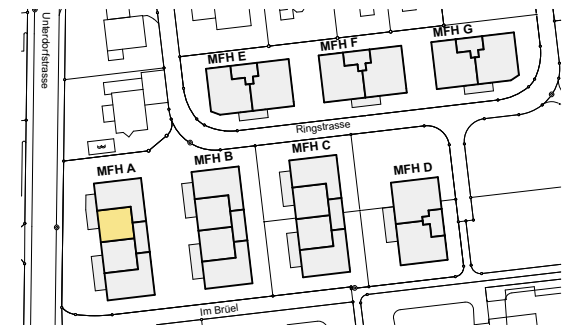 Unterdorfstrasse
MFH E
MFH F
MFH G
Ringstrasse
MFH A
MFH B
MFH C
MFH D
Im Brüel